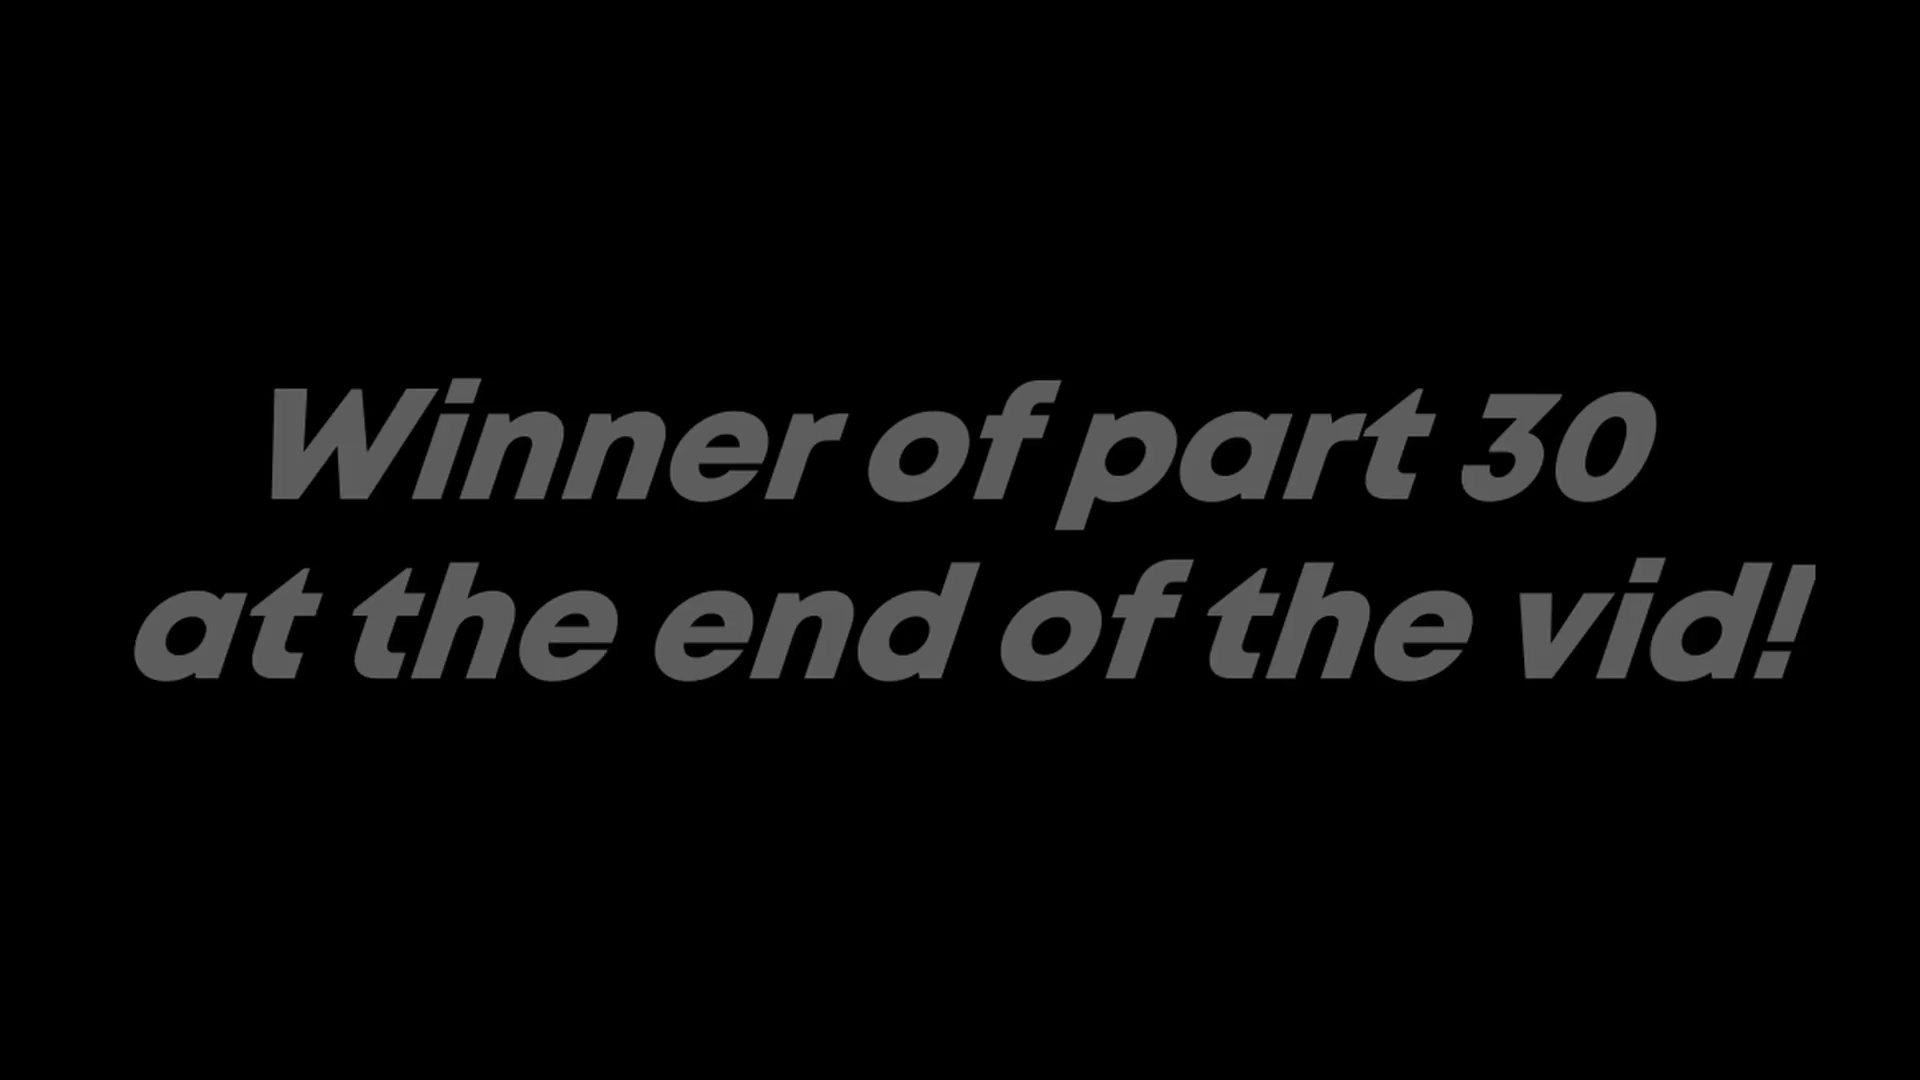 Winner of part 30
at the end of the vid!